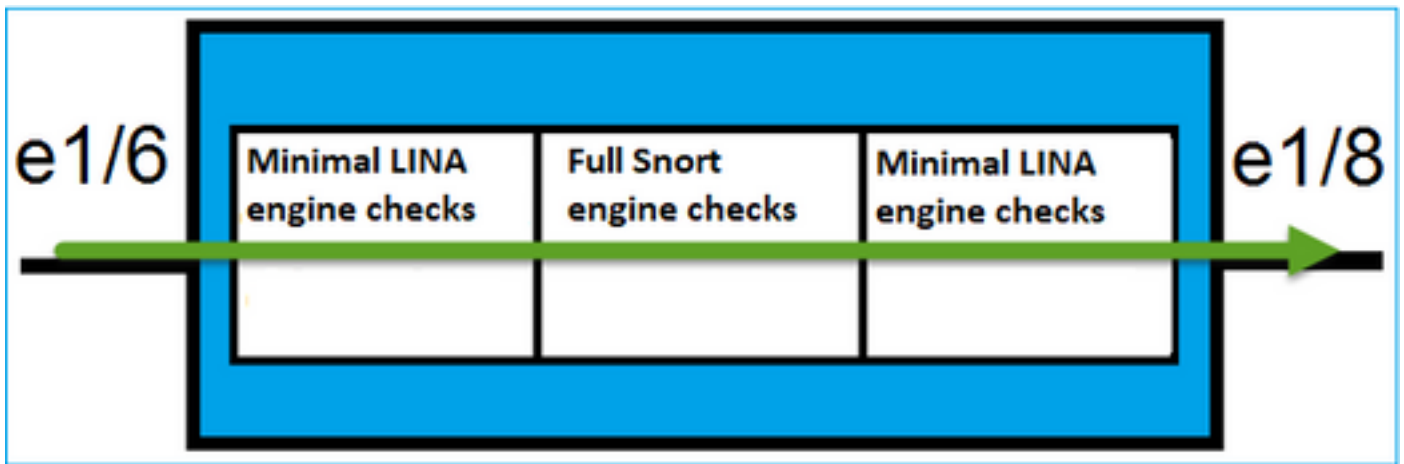 e1/6
Minimal LINA
engine checks
Full Snort
engine checks
Minimal LINA
engine checks
e1/8